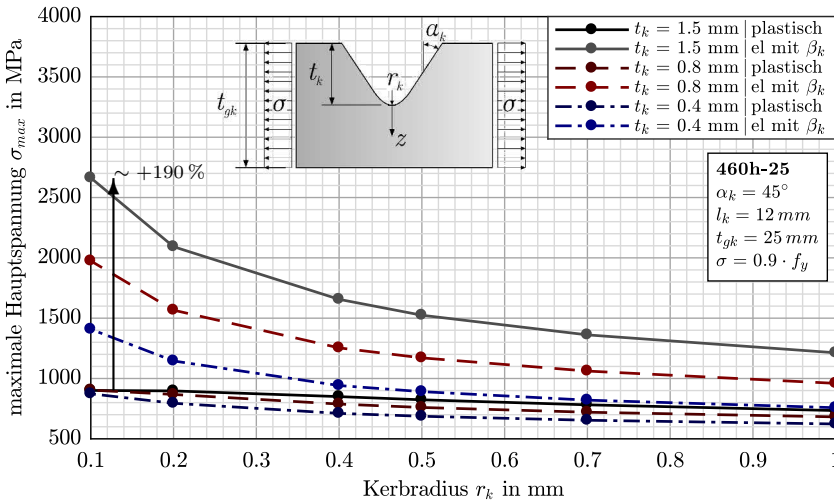 maximale Hauptspannung σ_max in MPa
4000
3500
3000
2500
2000
1500
1000
500
0.1
0.2
0.3
0.4
0.5
0.6
0.7
0.8
0.9
1
Kerbradius r_k in mm
t_k = 1.5 mm | plastisch
t_k = 1.5 mm | el mit β_k
t_k = 0.8 mm | plastisch
t_k = 0.8 mm | el mit β_k
t_k = 0.4 mm | plastisch
t_k = 0.4 mm | el mit β_k
a_k
t_k
r_k
t_gk
σ
σ
z
∼ +190 %
460h-25
α_k = 45°
l_k = 12 mm
t_gk = 25 mm
σ = 0.9 · f_y